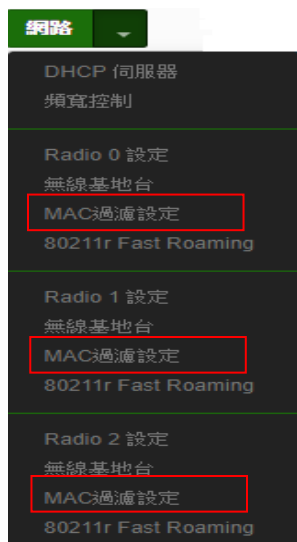 網路
DHCP 伺服器
頻寬控制
Radio 0 設定
無線基地台
MAC過濾設定
80211r Fast Roaming
Radio 1 設定
無線基地台
MAC過濾設定
80211r Fast Roaming
Radio 2 設定
無線基地台
MAC過濾設定
80211r Fast Roaming